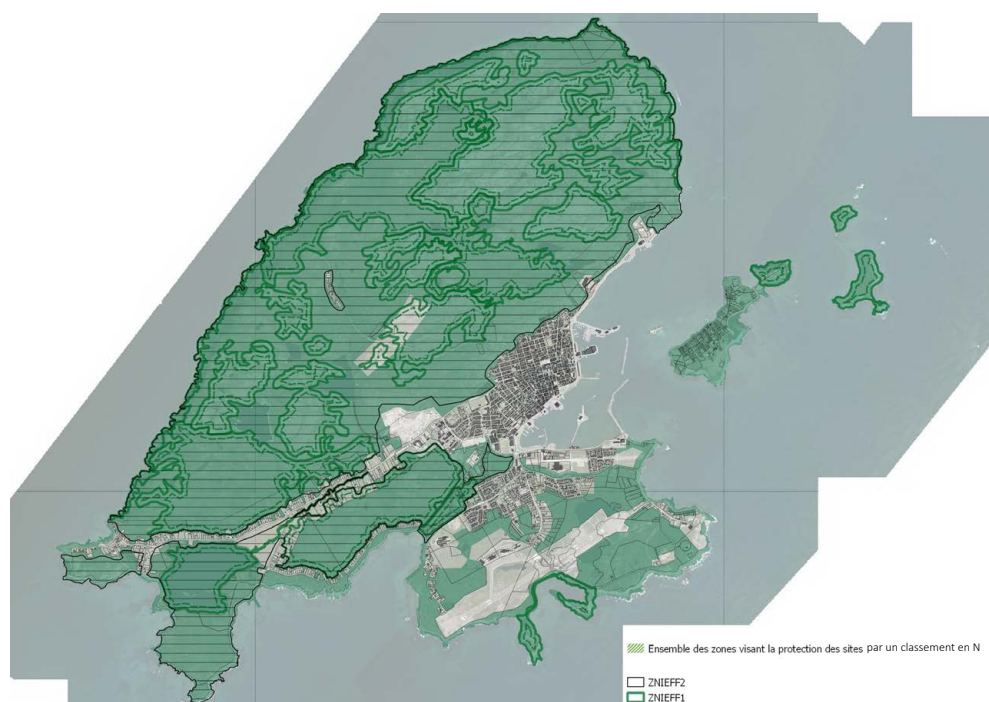 Ensemble des zones visant la protection des sites par un classement en N
ZNIEFF2
ZNIEFF1